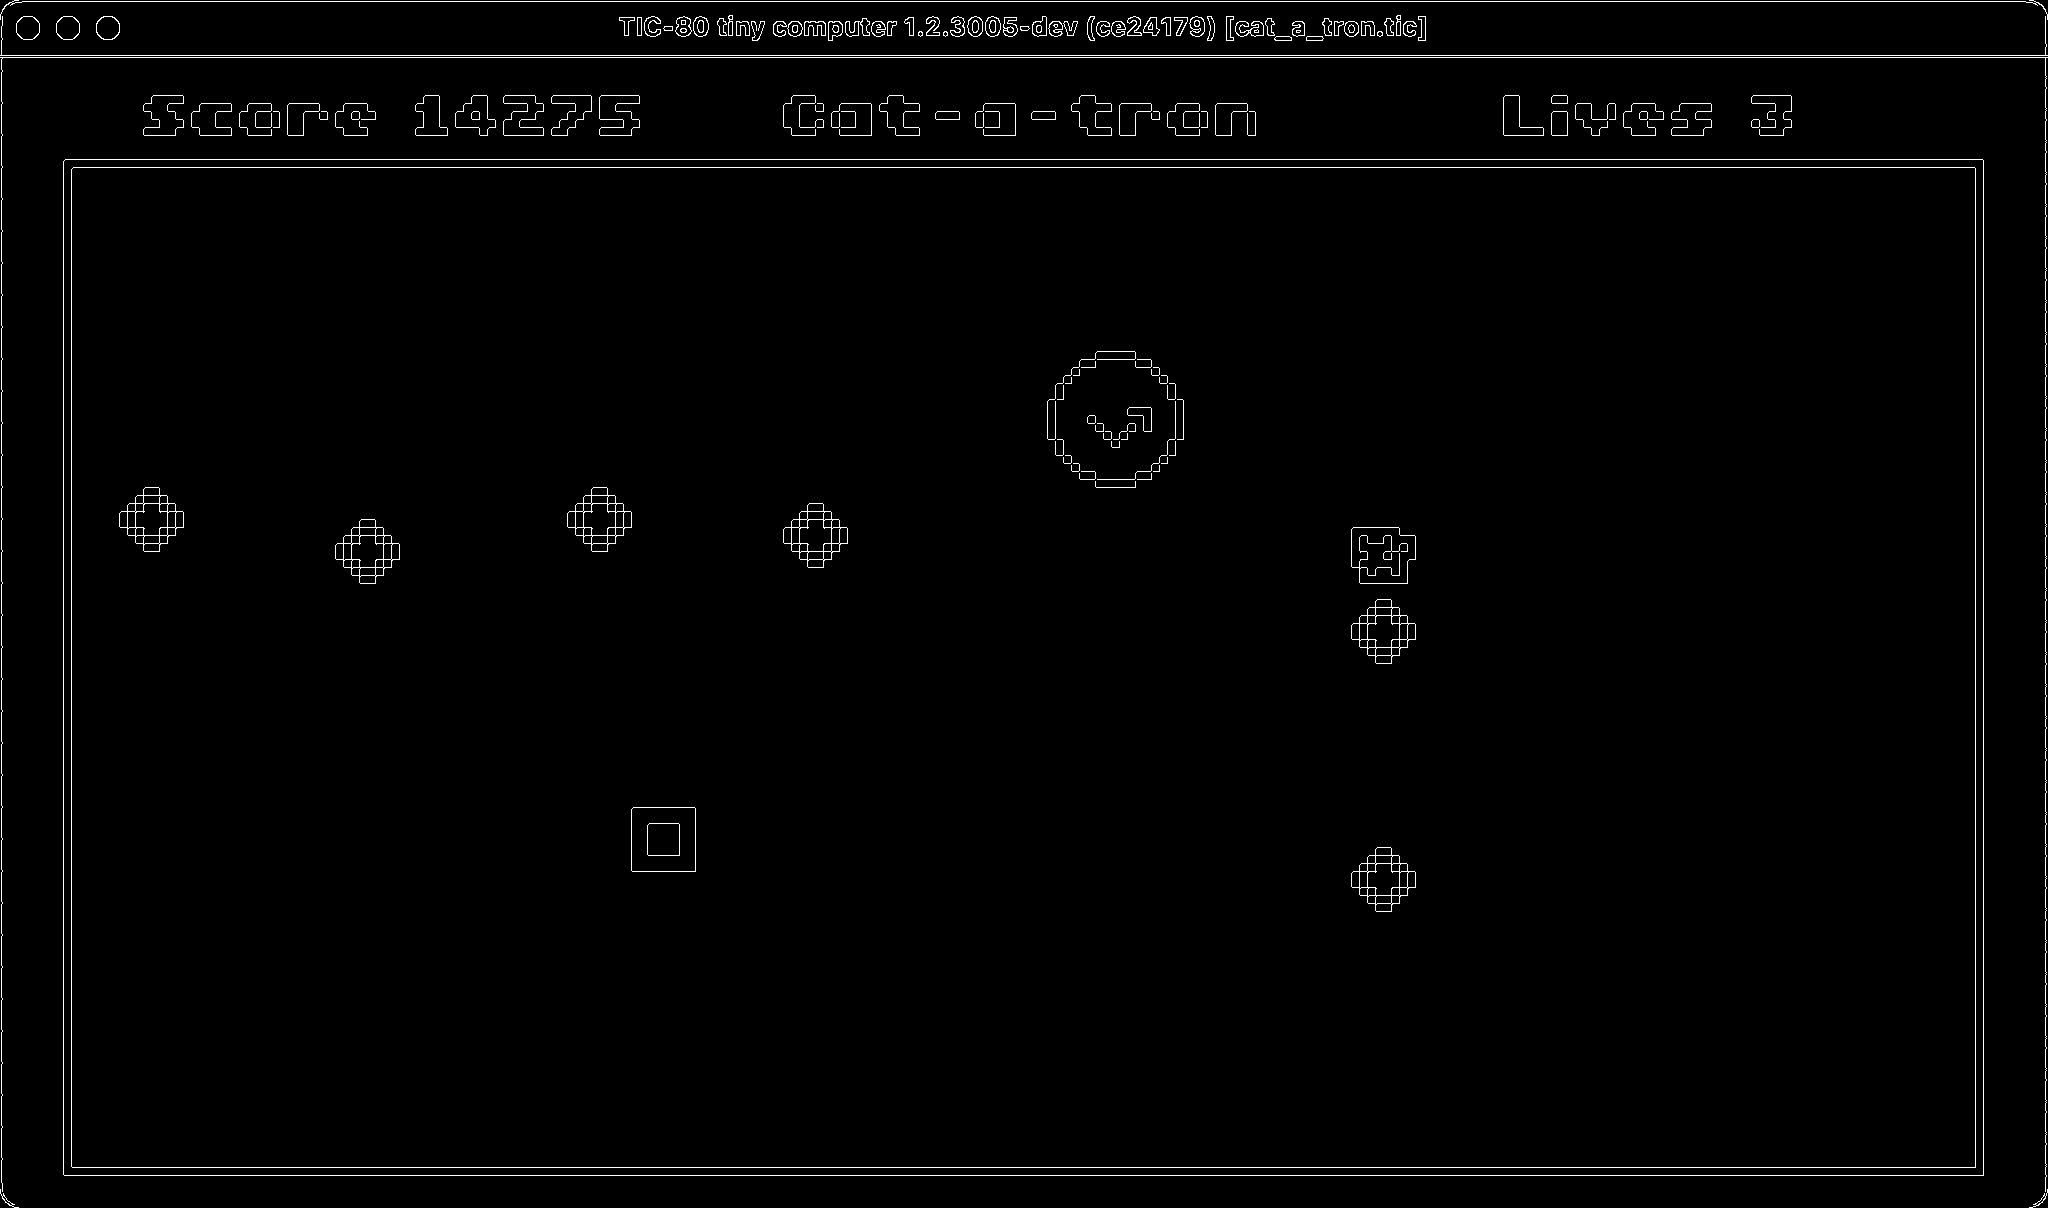 TIC-80 tiny computer 1.2.3005-dev (ce24179) [cat_a_tron.tic]
Score 14275 Cat-a-tron Lives 3